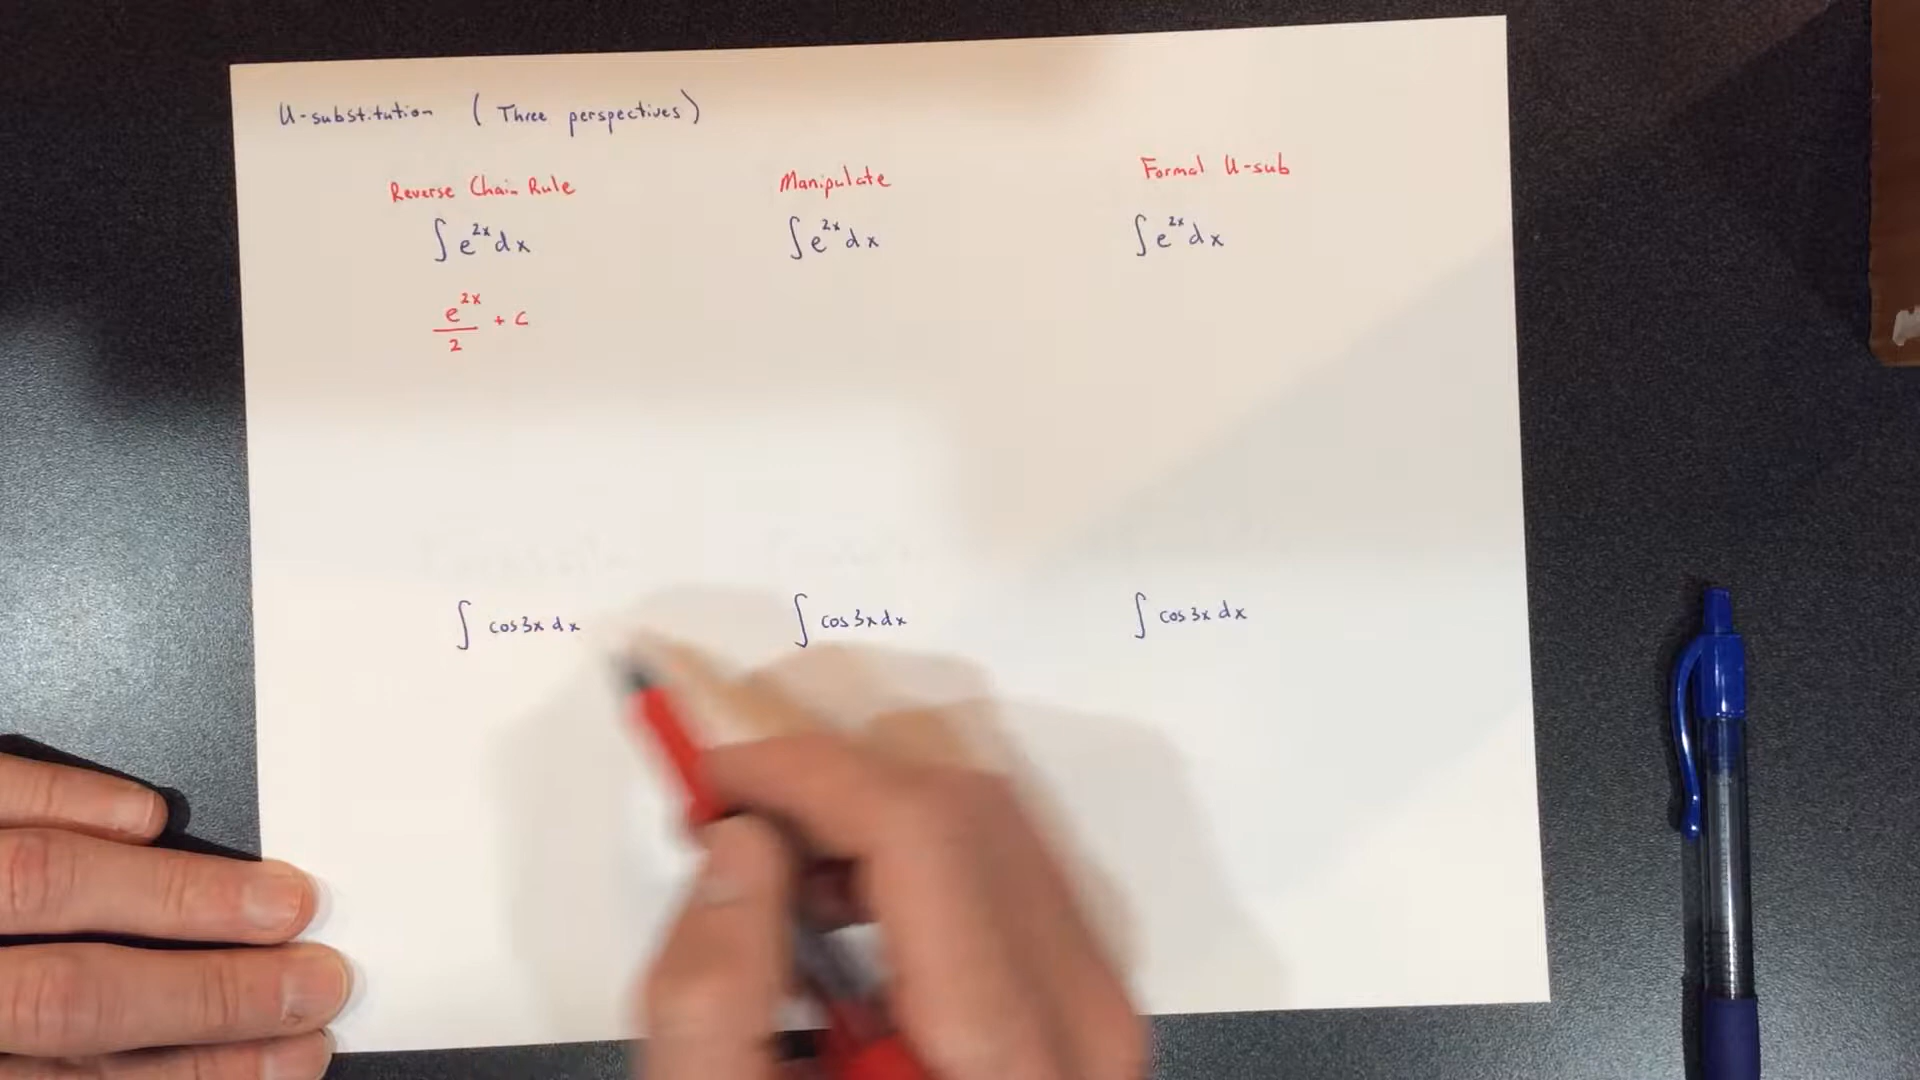 U-substitution (Three perspectives)
Reverse Chain Rule
∫ e^{2x} dx
e^{2x}/2 + C
∫ cos 3x dx
Manipulate
∫ e^{2x} dx
∫ cos 3x dx
Formal U-sub
∫ e^{2x} dx
∫ cos 3x dx